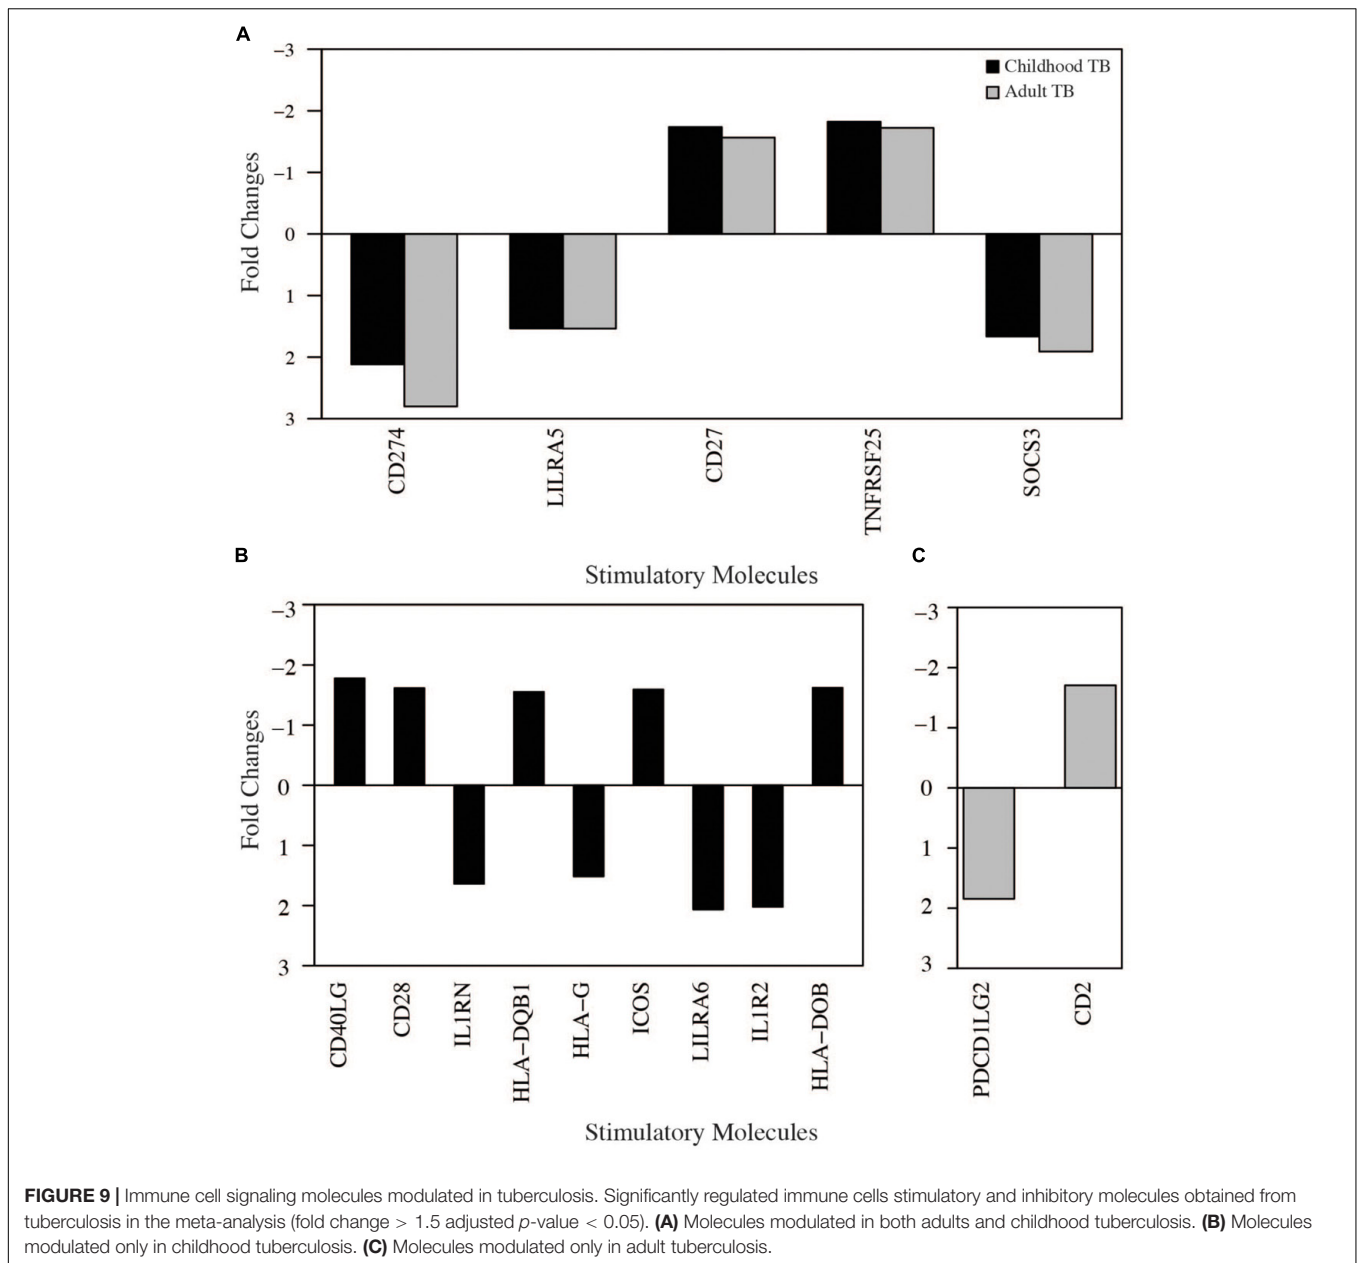 A
−3
−2
−1
0
1
2
3
Fold Changes
Childhood TB
Adult TB
CD274
LILRA5
CD27
TNFRSF25
SOCS3
Stimulatory Molecules
B
−3
−2
−1
0
1
2
3
Fold Changes
CD40LG
CD28
IL1RN
HLA−DQB1
HLA−G
ICOS
LILRA6
IL1R2
HLA−DOB
C
−3
−2
−1
0
1
2
3
PDCD1LG2
CD2
Stimulatory Molecules
FIGURE 9 | Immune cell signaling molecules modulated in tuberculosis. Significantly regulated immune cells stimulatory and inhibitory molecules obtained from
tuberculosis in the meta-analysis (fold change > 1.5 adjusted p-value < 0.05). (A) Molecules modulated in both adults and childhood tuberculosis. (B) Molecules
modulated only in childhood tuberculosis. (C) Molecules modulated only in adult tuberculosis.